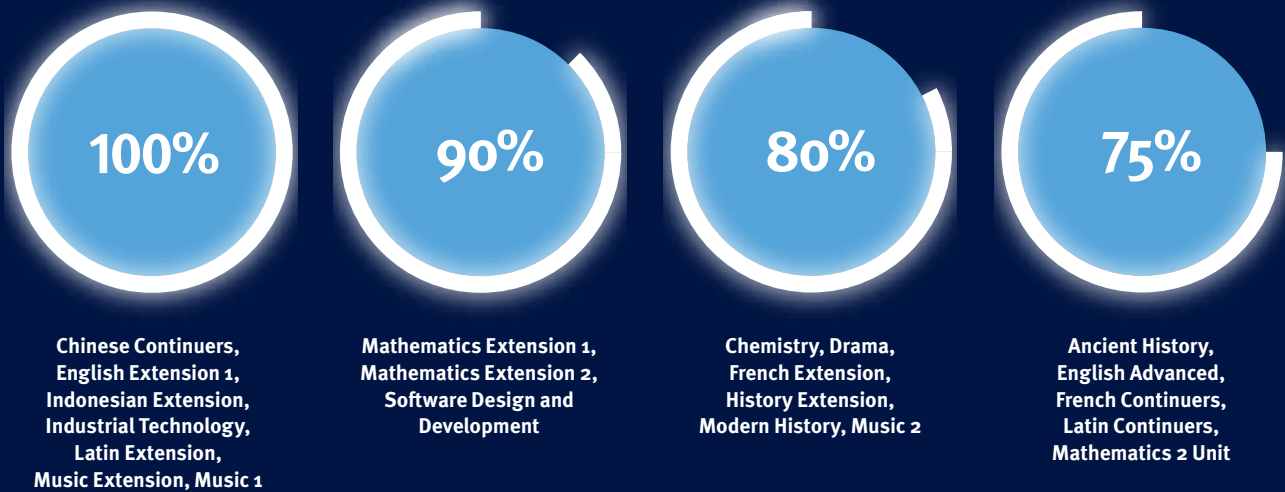 100%
90%
80%
75%
Chinese Continuers,
English Extension 1,
Indonesian Extension,
Industrial Technology,
Latin Extension,
Music Extension, Music 1
Mathematics Extension 1,
Mathematics Extension 2,
Software Design and
Development
Chemistry, Drama,
French Extension,
History Extension,
Modern History, Music 2
Ancient History,
English Advanced,
French Continuers,
Latin Continuers,
Mathematics 2 Unit